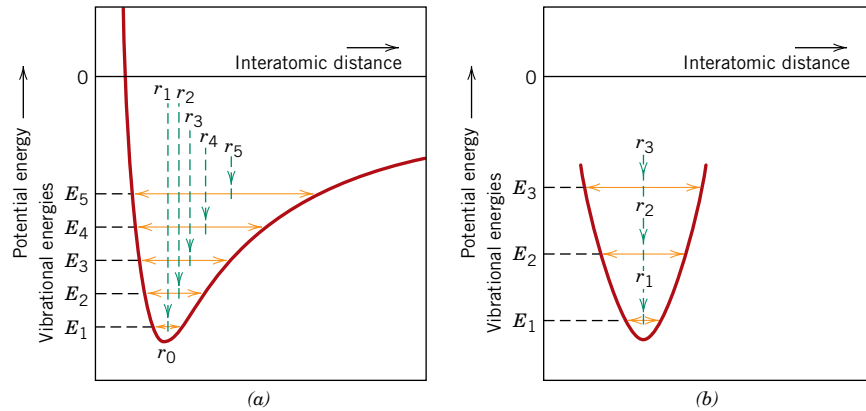 Interatomic distance
0
r1
r2
r3
r4
r5
Potential energy
Vibrational energies
E5
E4
E3
E2
E1
r0
(a)
Interatomic distance
0
Potential energy
Vibrational energies
r3
E3
r2
E2
r1
E1
(b)